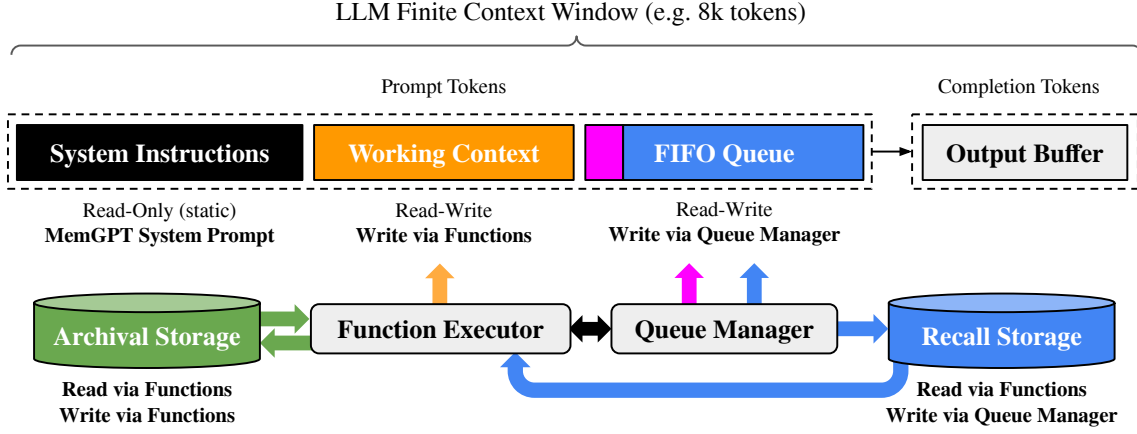 LLM Finite Context Window (e.g. 8k tokens)
Prompt Tokens
Completion Tokens
System Instructions
Working Context
FIFO Queue
Output Buffer
Read-Only (static)
MemGPT System Prompt
Read-Write
Write via Functions
Read-Write
Write via Queue Manager
Archival Storage
Function Executor
Queue Manager
Recall Storage
Read via Functions
Write via Functions
Read via Functions
Write via Queue Manager